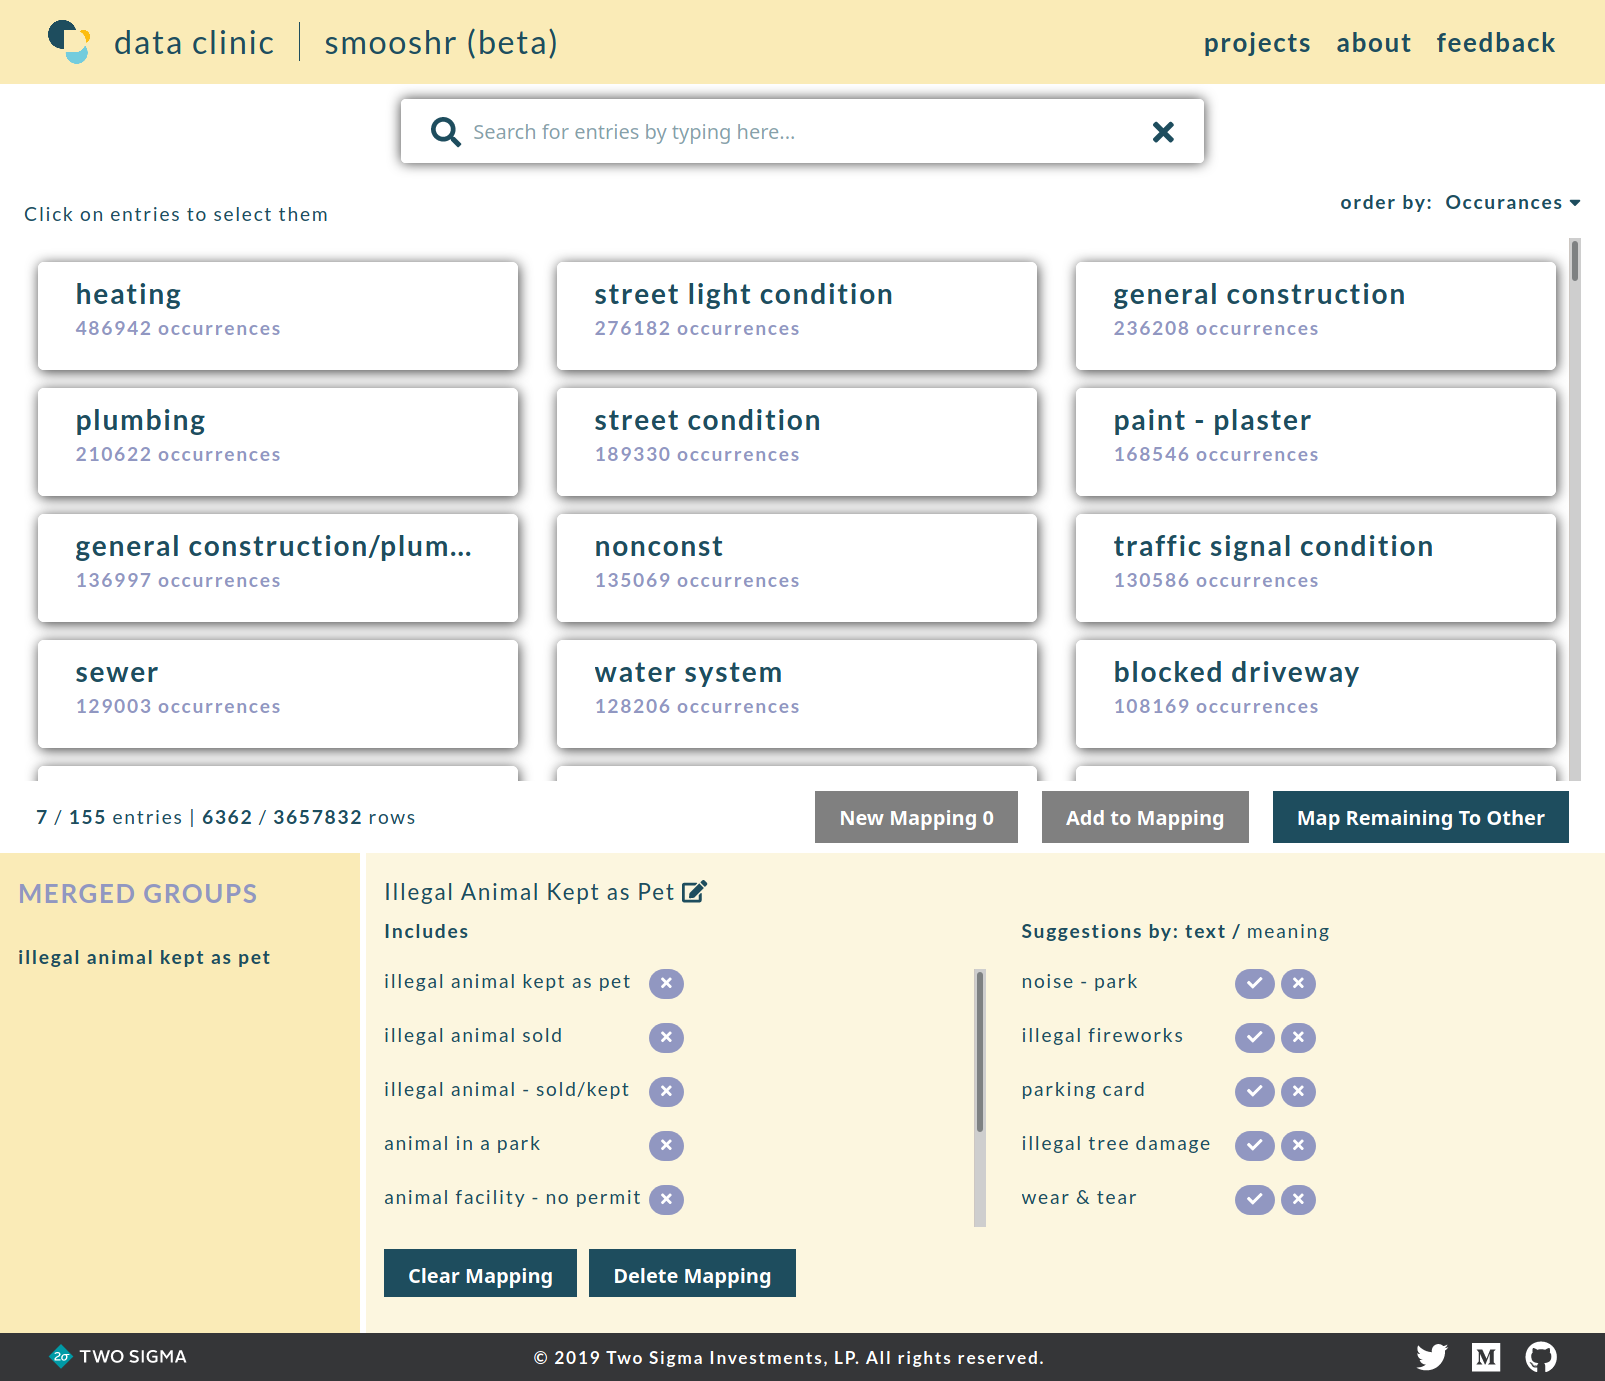 data clinic | smooshr (beta)
projects about feedback
Search for entries by typing here...
Click on entries to select them
order by: Occurances
heating
486942 occurrences
street light condition
276182 occurrences
general construction
236208 occurrences
plumbing
210622 occurrences
street condition
189330 occurrences
paint - plaster
168546 occurrences
general construction/plum...
136997 occurrences
nonconst
135069 occurrences
traffic signal condition
130586 occurrences
sewer
129003 occurrences
water system
128206 occurrences
blocked driveway
108169 occurrences
7 / 155 entries | 6362 / 3657832 rows
New Mapping 0
Add to Mapping
Map Remaining To Other
MERGED GROUPS
illegal animal kept as pet
Illegal Animal Kept as Pet
Includes
illegal animal kept as pet
illegal animal sold
illegal animal - sold/kept
animal in a park
animal facility - no permit
Suggestions by: text / meaning
noise - park
illegal fireworks
parking card
illegal tree damage
wear & tear
Clear Mapping
Delete Mapping
2σ TWO SIGMA
© 2019 Two Sigma Investments, LP. All rights reserved.
M